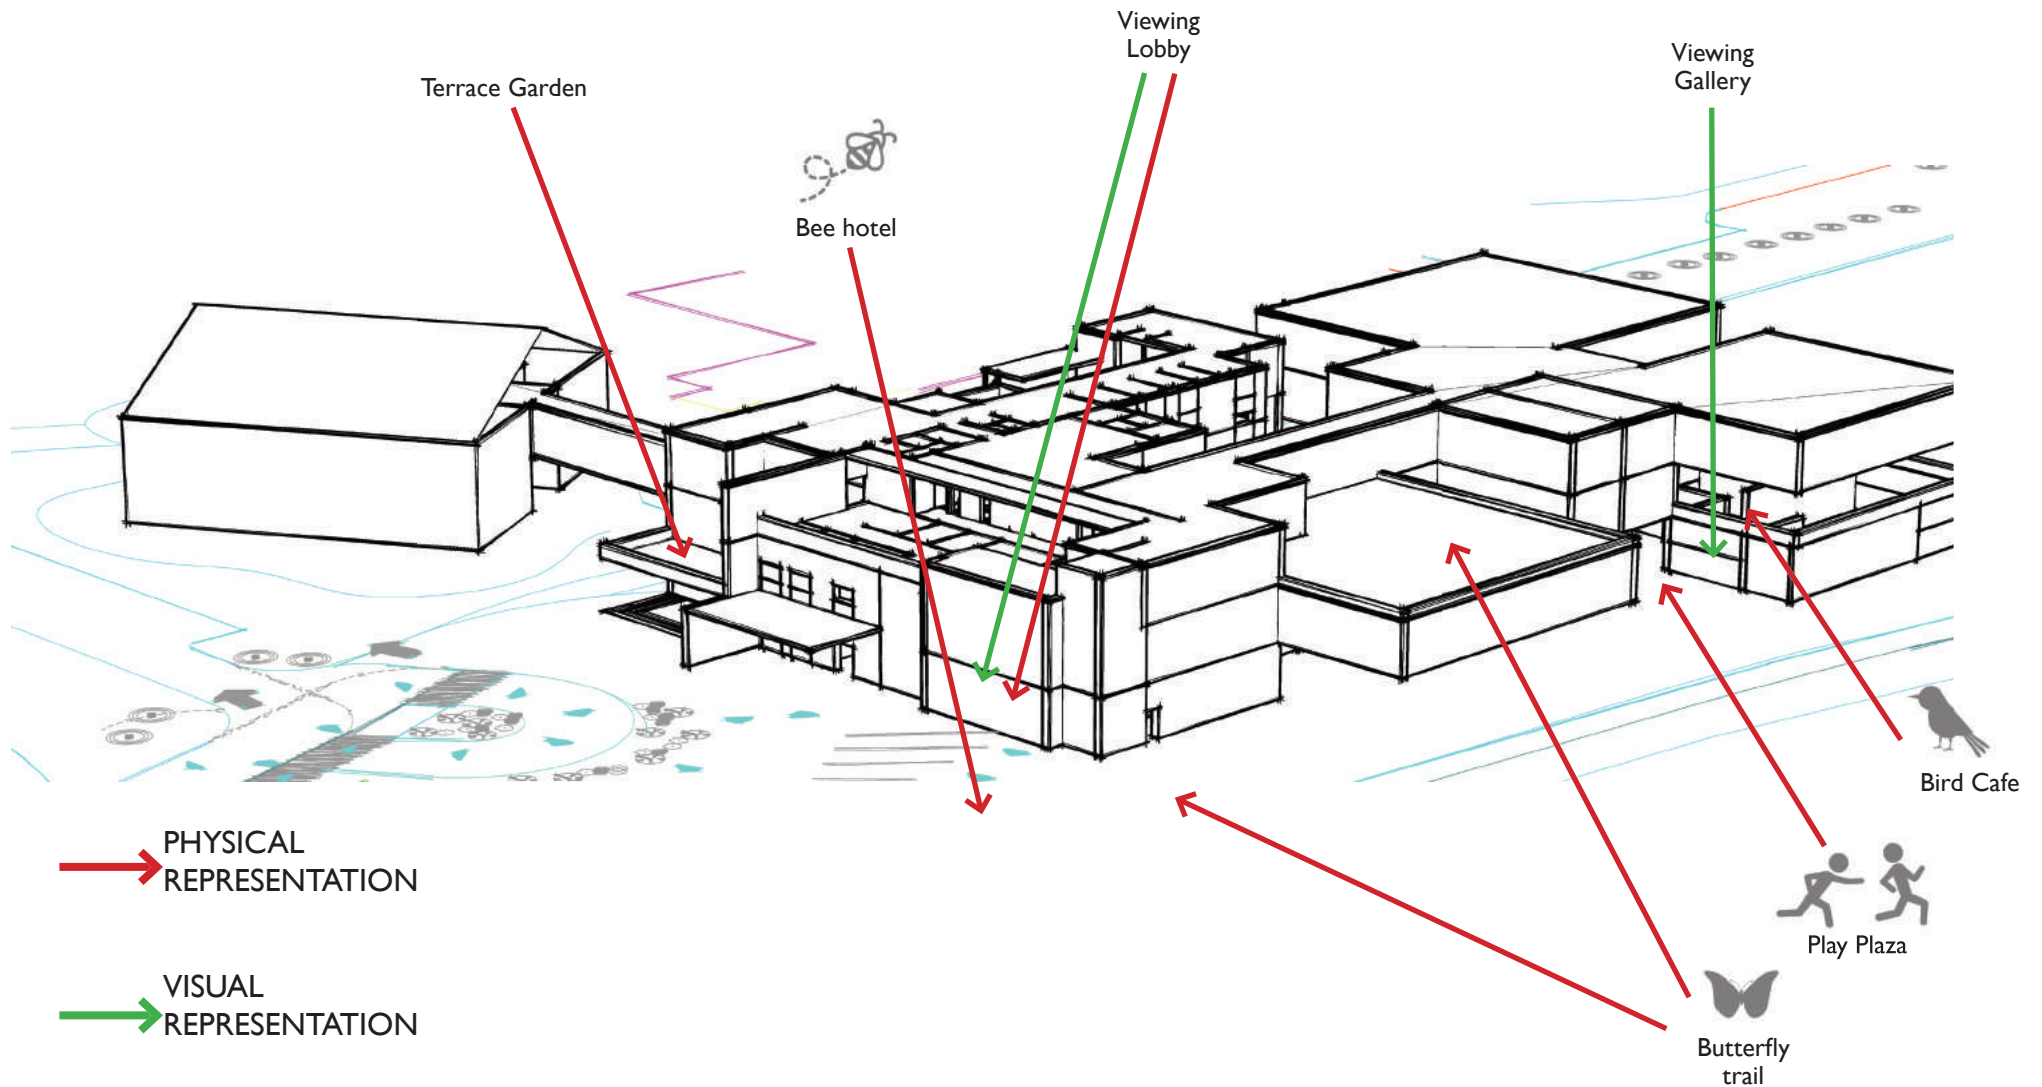 Viewing
Lobby
Viewing
Gallery
Terrace Garden
Bee hotel
Bird Cafe
PHYSICAL
REPRESENTATION
Play Plaza
VISUAL
REPRESENTATION
Butterfly
trail